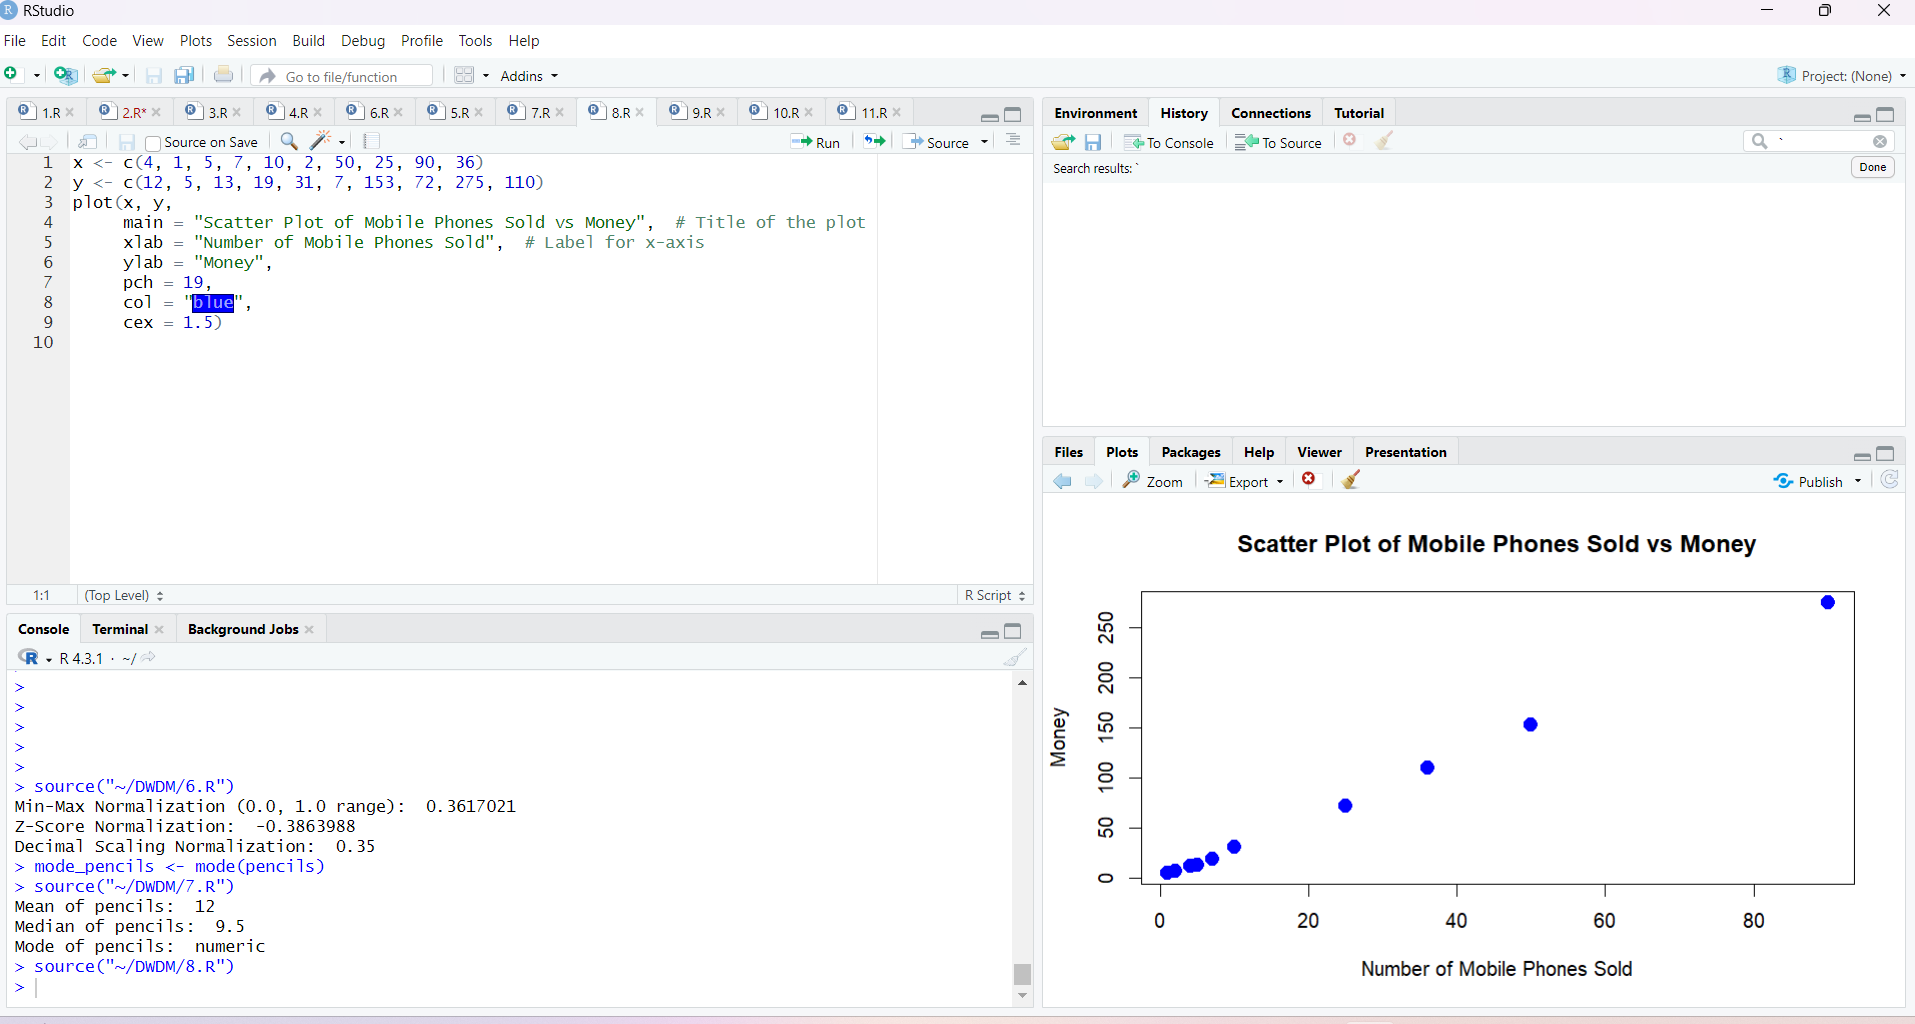 RStudio
File Edit Code View Plots Session Build Debug Profile Tools Help
Go to file/function Addins Project: (None)
1.R 2.R* 3.R 4.R 6.R 5.R 7.R 8.R 9.R 10.R 11.R
Source on Save Run Source
1 x <- c(4, 1, 5, 7, 10, 2, 50, 25, 90, 36)
2 y <- c(12, 5, 13, 19, 31, 7, 153, 72, 275, 110)
3 plot(x, y,
4 main = "Scatter Plot of Mobile Phones Sold vs Money", # Title of the plot
5 xlab = "Number of Mobile Phones Sold", # Label for x-axis
6 ylab = "Money",
7 pch = 19,
8 col = "blue",
9 cex = 1.5)
10
1:1 (Top Level) R Script
Console Terminal Background Jobs
R 4.3.1 · ~/
>
>
>
>
>
> source("~/DWDM/6.R")
Min-Max Normalization (0.0, 1.0 range): 0.3617021
Z-Score Normalization: -0.3863988
Decimal Scaling Normalization: 0.35
> mode_pencils <- mode(pencils)
> source("~/DWDM/7.R")
Mean of pencils: 12
Median of pencils: 9.5
Mode of pencils: numeric
> source("~/DWDM/8.R")
>
Environment History Connections Tutorial
To Console To Source `
Search results: ` Done
Files Plots Packages Help Viewer Presentation
Zoom Export Publish
Scatter Plot of Mobile Phones Sold vs Money
Money
250
200
150
100
50
0
0 20 40 60 80
Number of Mobile Phones Sold